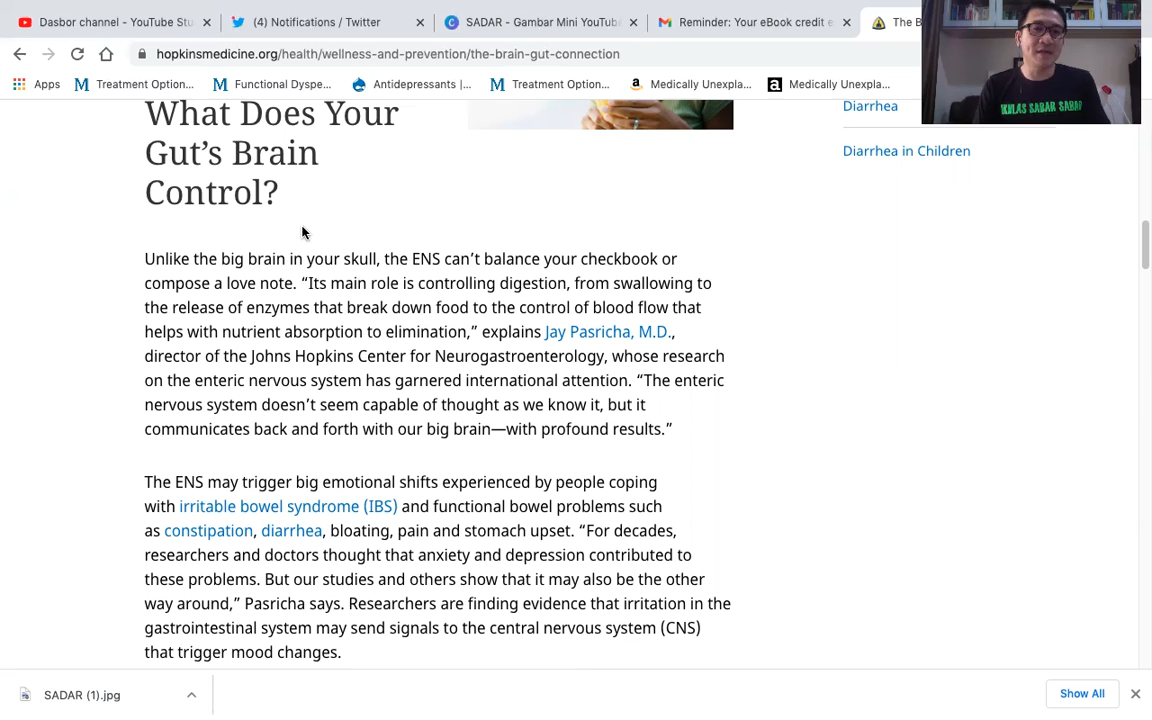 Dasbor channel - YouTube Stu
(4) Notifications / Twitter
SADAR - Gambar Mini YouTube
Reminder: Your eBook credit e
The B
hopkinsmedicine.org/health/wellness-and-prevention/the-brain-gut-connection
Apps
Treatment Option...
Functional Dyspe...
Antidepressants |...
Treatment Option...
Medically Unexpla...
Medically Unexpla...
IKHLAS SADAR SABAR
What Does Your
Gut’s Brain
Control?
Diarrhea
Diarrhea in Children
Unlike the big brain in your skull, the ENS can’t balance your checkbook or
compose a love note. “Its main role is controlling digestion, from swallowing to
the release of enzymes that break down food to the control of blood flow that
helps with nutrient absorption to elimination,” explains Jay Pasricha, M.D.,
director of the Johns Hopkins Center for Neurogastroenterology, whose research
on the enteric nervous system has garnered international attention. “The enteric
nervous system doesn’t seem capable of thought as we know it, but it
communicates back and forth with our big brain—with profound results.”
The ENS may trigger big emotional shifts experienced by people coping
with irritable bowel syndrome (IBS) and functional bowel problems such
as constipation, diarrhea, bloating, pain and stomach upset. “For decades,
researchers and doctors thought that anxiety and depression contributed to
these problems. But our studies and others show that it may also be the other
way around,” Pasricha says. Researchers are finding evidence that irritation in the
gastrointestinal system may send signals to the central nervous system (CNS)
that trigger mood changes.
SADAR (1).jpg
Show All